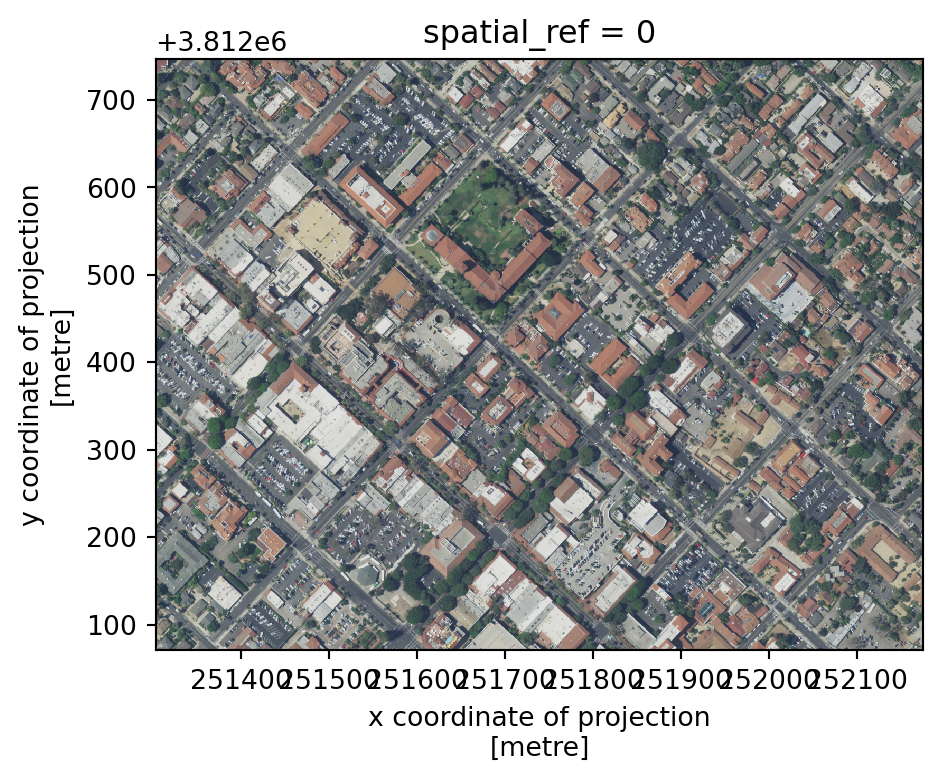 spatial_ref = 0
+3.812e6
700
600
500
400
300
200
100
y coordinate of projection
[metre]
251400 251500 251600 251700 251800 251900 252000 252100
x coordinate of projection
[metre]